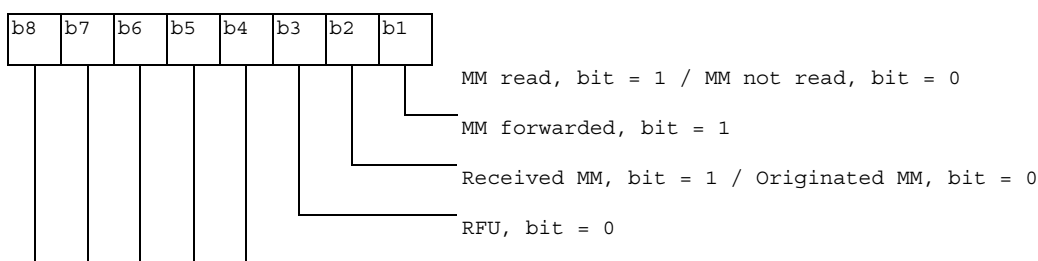 b8 b7 b6 b5 b4 b3 b2 b1
MM read, bit = 1 / MM not read, bit = 0
MM forwarded, bit = 1
Received MM, bit = 1 / Originated MM, bit = 0
RFU, bit = 0